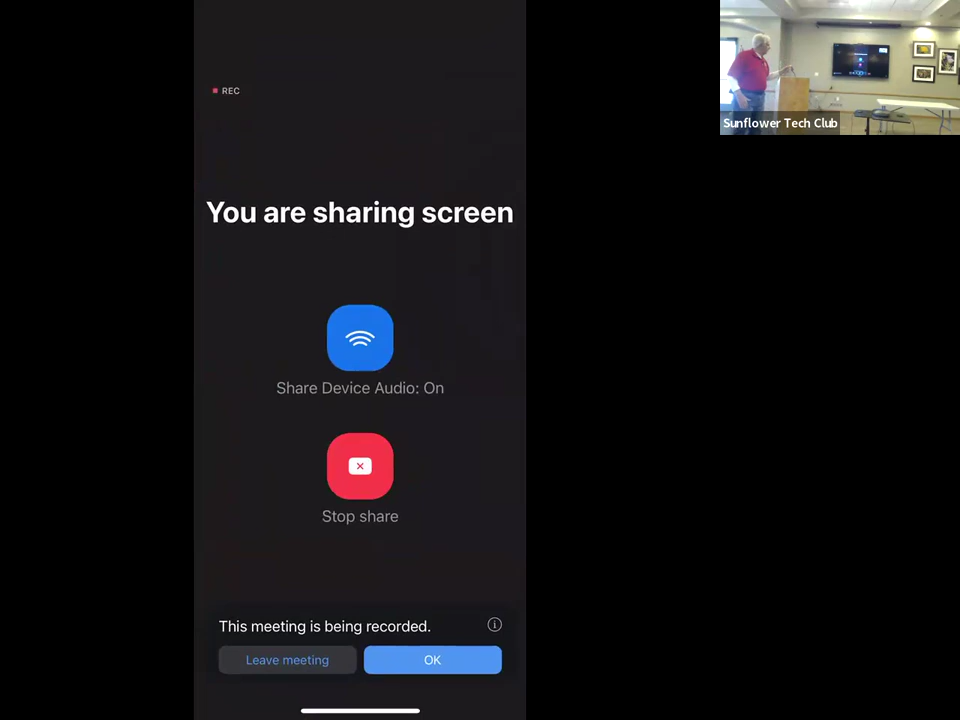 REC
Sunflower Tech Club
You are sharing screen
Share Device Audio: On
Stop share
This meeting is being recorded.
Leave meeting
OK